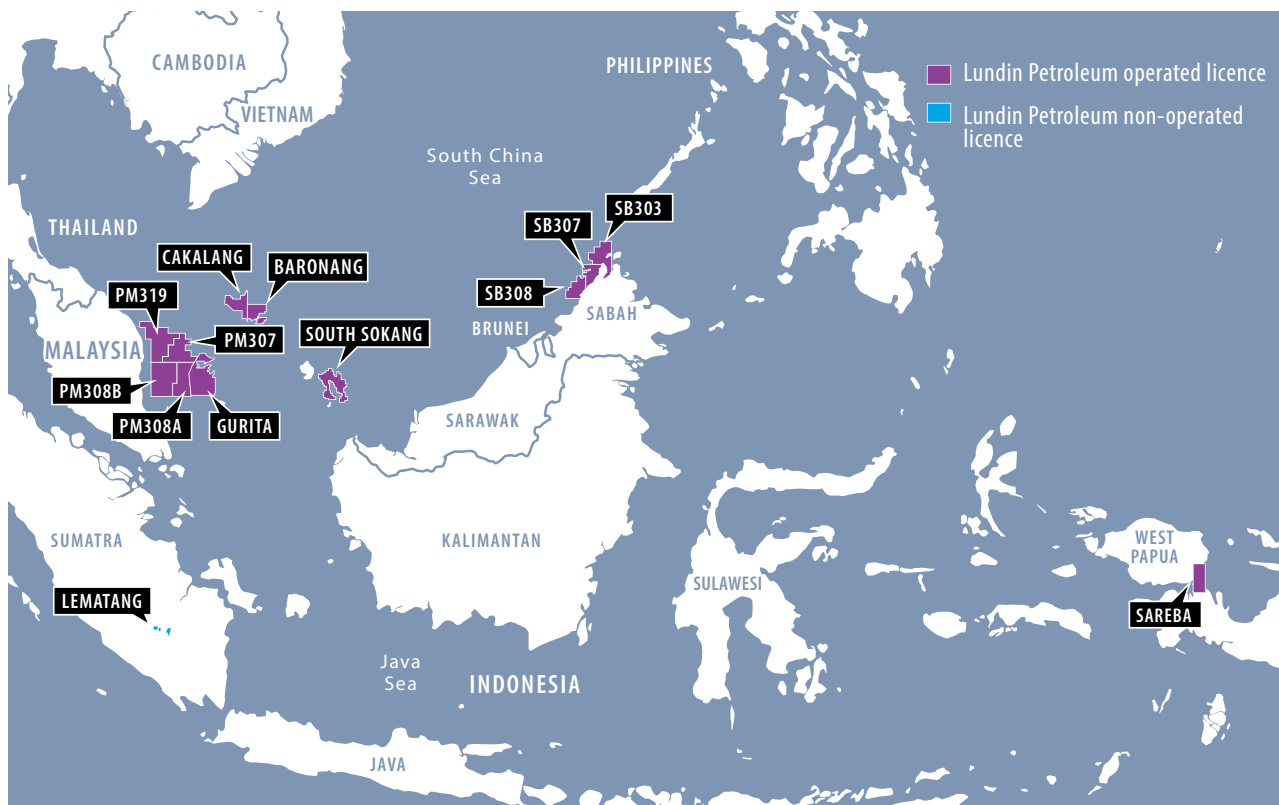 CAMBODIA
VIETNAM
PHILIPPINES
Lundin Petroleum operated licence
Lundin Petroleum non-operated
licence
South China
Sea
THAILAND
SB303
SB307
CAKALANG
BARONANG
SB308
PM319
SABAH
BRUNEI
PM307
SOUTH SOKANG
MALAYSIA
PM308B
PM308A
GURITA
SARAWAK
SUMATRA
KALIMANTAN
WEST
PAPUA
SULAWESI
LEMATANG
SAREBA
Java
Sea
INDONESIA
JAVA